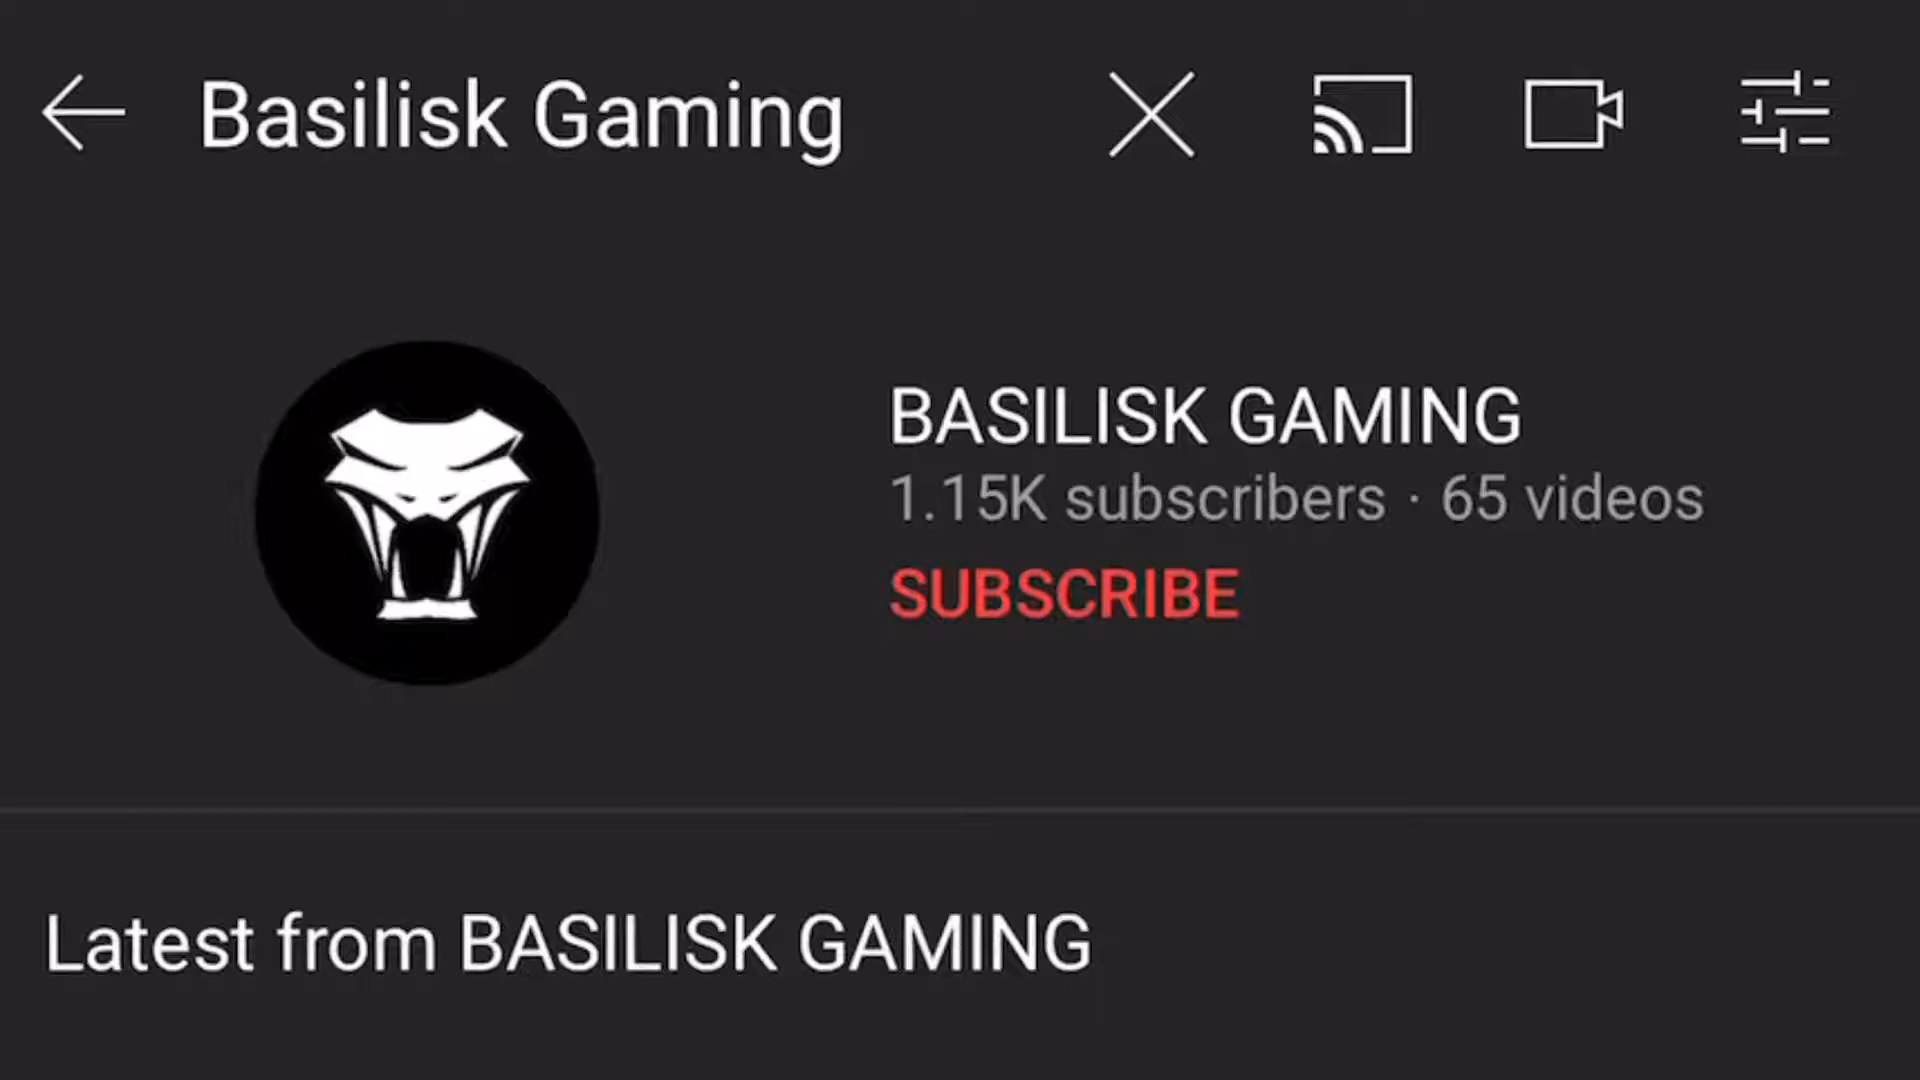 Basilisk Gaming
BASILISK GAMING
1.15K subscribers · 65 videos
SUBSCRIBE
Latest from BASILISK GAMING